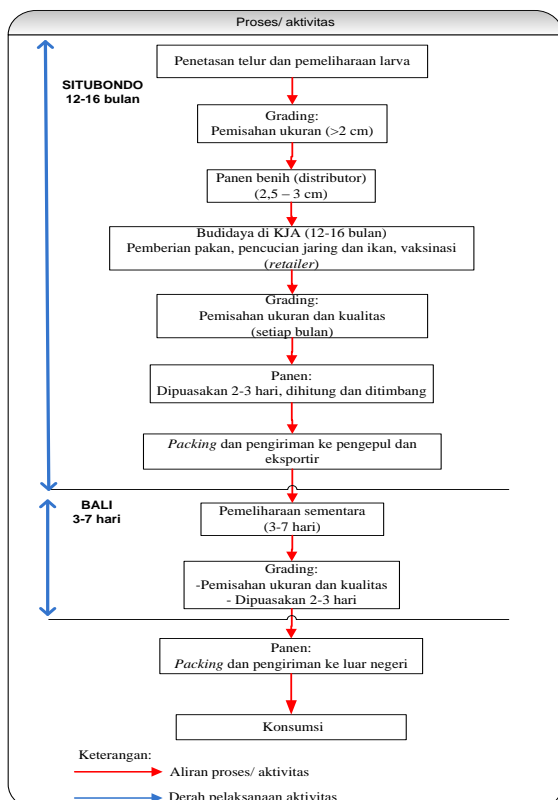 Proses/ aktivitas
SITUBONDO
12-16 bulan
Penetasan telur dan pemeliharaan larva
Grading:
Pemisahan ukuran (>2 cm)
Panen benih (distributor)
(2,5 – 3 cm)
Budidaya di KJA (12-16 bulan)
Pemberian pakan, pencucian jaring dan ikan, vaksinasi
(retailer)
Grading:
Pemisahan ukuran dan kualitas
(setiap bulan)
Panen:
Dipuasakan 2-3 hari, dihitung dan ditimbang
Packing dan pengiriman ke pengepul dan
eksportir
BALI
3-7 hari
Pemeliharaan sementara
(3-7 hari)
Grading:
-Pemisahan ukuran dan kualitas
- Dipuasakan 2-3 hari
Panen:
Packing dan pengiriman ke luar negeri
Konsumsi
Keterangan:
Aliran proses/ aktivitas
Derah pelaksanaan aktivitas